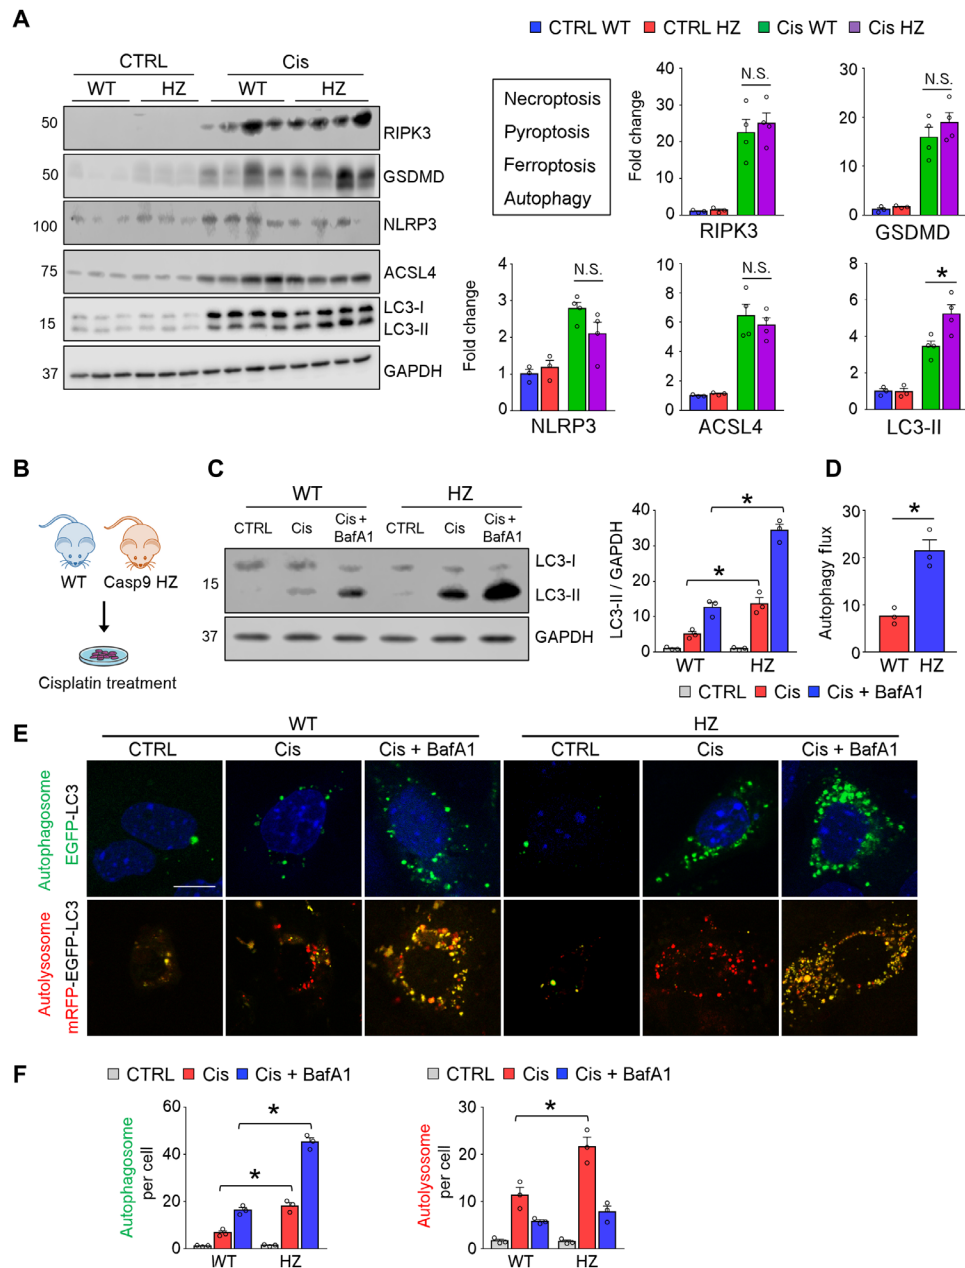 A
CTRL WT CTRL HZ Cis WT Cis HZ
CTRL Cis
WT HZ WT HZ
50 RIPK3
50 GSDMD
100 NLRP3
75 ACSL4
LC3-I
15 LC3-II
37 GAPDH
Necroptosis
Pyroptosis
Ferroptosis
Autophagy
Fold change
40
30
20
10
0
N.S.
RIPK3
30
20
10
0
N.S.
GSDMD
Fold change
4
3
2
1
0
N.S.
NLRP3
10
8
6
4
2
0
N.S.
ACSL4
8
6
4
2
0
*
LC3-II
B
WT Casp9 HZ
Cisplatin treatment
C
WT HZ
CTRL Cis Cis + BafA1 CTRL Cis Cis + BafA1
LC3-I
15 LC3-II
37 GAPDH
LC3-II / GAPDH
40
30
20
10
0
* *
WT HZ
CTRL Cis Cis + BafA1
D
Autophagy flux
30
20
10
0
*
WT HZ
E
WT HZ
CTRL Cis Cis + BafA1 CTRL Cis Cis + BafA1
Autophagosome
EGFP-LC3
Autolysosome
mRFP-EGFP-LC3
F
CTRL Cis Cis + BafA1
Autophagosome
per cell
60
40
20
0
* *
WT HZ
CTRL Cis Cis + BafA1
Autolysosome
per cell
30
20
10
0
*
WT HZ